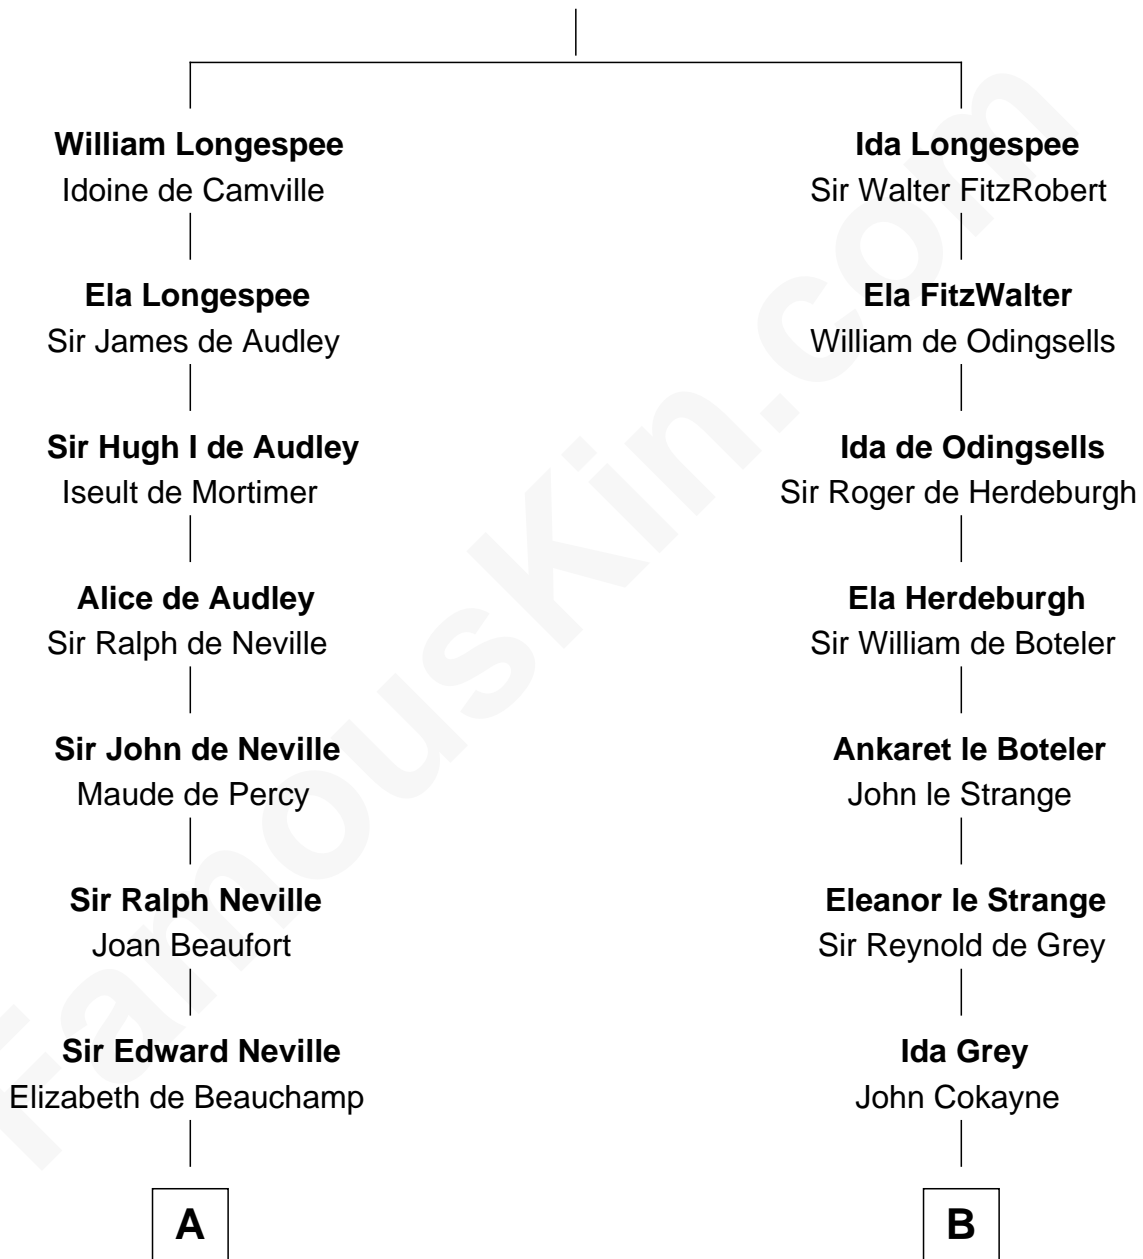 William Longespee
Idoine de Camville
Ela Longespee
Sir James de Audley
Sir Hugh I de Audley
Iseult de Mortimer
Alice de Audley
Sir Ralph de Neville
Sir John de Neville
Maude de Percy
Sir Ralph Neville
Joan Beaufort
Sir Edward Neville
Elizabeth de Beauchamp
A
Ida Longespee
Sir Walter FitzRobert
Ela FitzWalter
William de Odingsells
Ida de Odingsells
Sir Roger de Herdeburgh
Ela Herdeburgh
Sir William de Boteler
Ankaret le Boteler
John le Strange
Eleanor le Strange
Sir Reynold de Grey
Ida Grey
John Cokayne
B
FamousKin.com